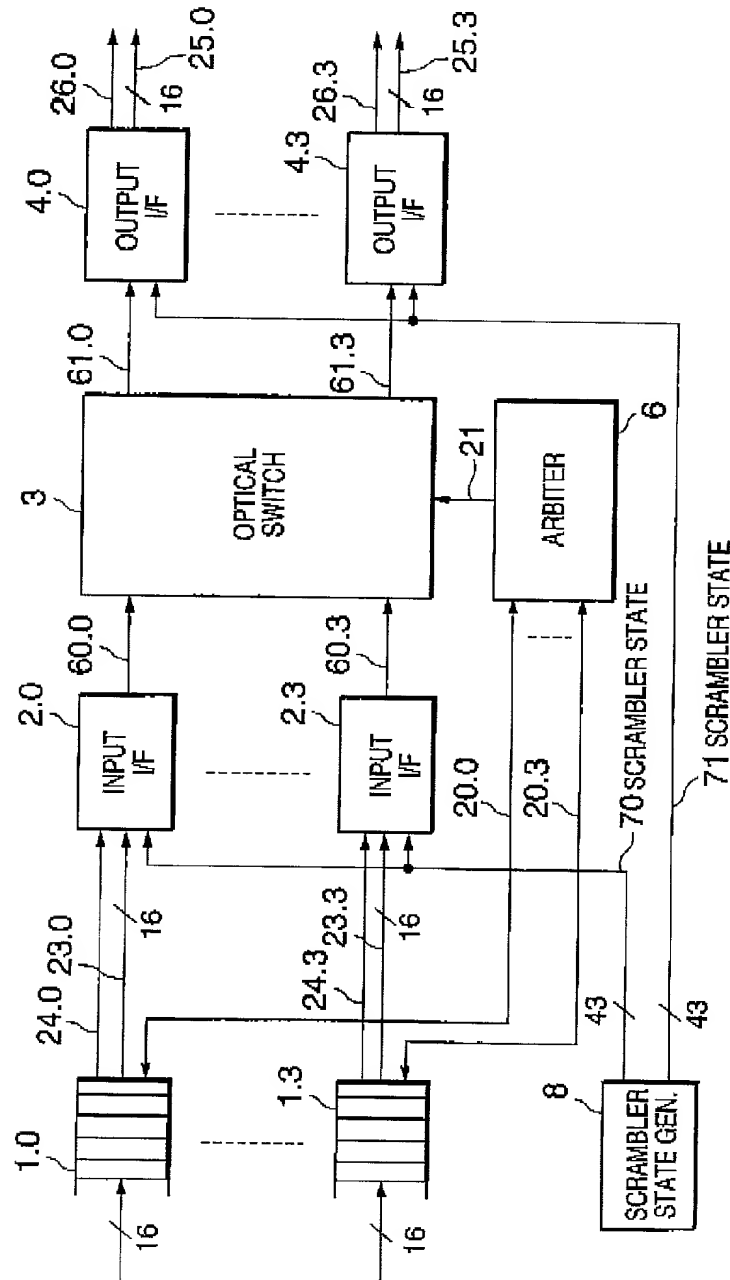 1.0
24.0
23.0
16
2.0
INPUT
I/F
60.0
3
OPTICAL
SWITCH
61.0
4.0
OUTPUT
I/F
26.0
25.0
16
16
1.3
24.3
23.3
16
2.3
INPUT
I/F
60.3
61.3
4.3
OUTPUT
I/F
26.3
25.3
16
16
20.0
20.3
21
ARBITER
6
8
SCRAMBLER
STATE GEN.
43
43
70 SCRAMBLER STATE
71 SCRAMBLER STATE